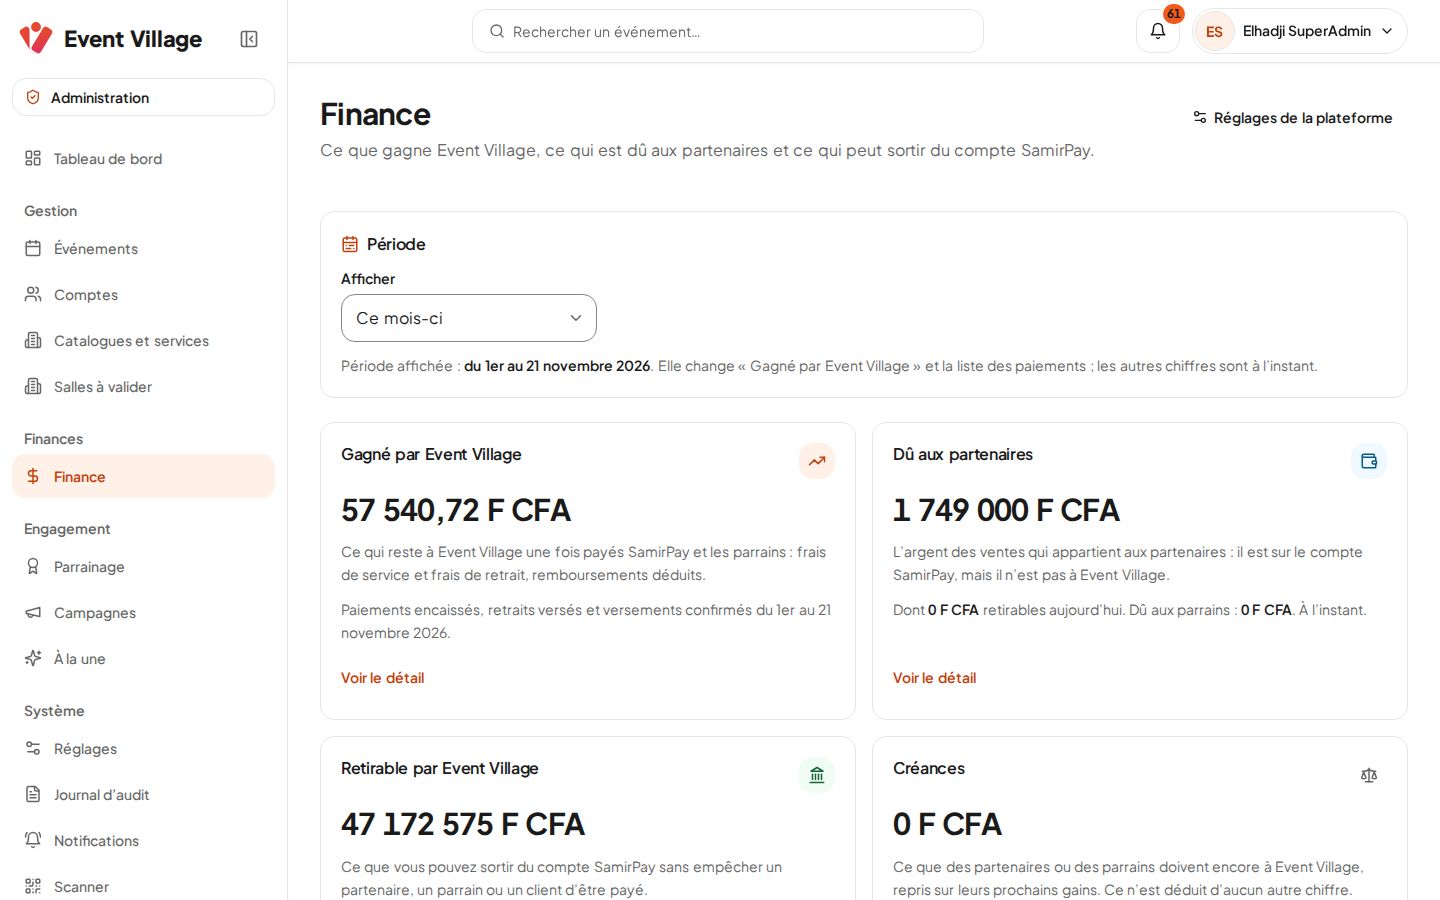 Event Village
Rechercher un événement...
61
ES
Elhadji SuperAdmin
Administration
Tableau de bord
Gestion
Événements
Comptes
Catalogues et services
Salles à valider
Finances
Finance
Engagement
Parrainage
Campagnes
À la une
Système
Réglages
Journal d'audit
Notifications
Scanner
Finance
Réglages de la plateforme
Ce que gagne Event Village, ce qui est dû aux partenaires et ce qui peut sortir du compte SamirPay.
Période
Afficher
Ce mois-ci
Période affichée : du 1er au 21 novembre 2026. Elle change « Gagné par Event Village » et la liste des paiements ; les autres chiffres sont à l'instant.
Gagné par Event Village
57 540,72 F CFA
Ce qui reste à Event Village une fois payés SamirPay et les parrains : frais
de service et frais de retrait, remboursements déduits.
Paiements encaissés, retraits versés et versements confirmés du 1er au 21
novembre 2026.
Voir le détail
Dû aux partenaires
1 749 000 F CFA
L'argent des ventes qui appartient aux partenaires : il est sur le compte
SamirPay, mais il n'est pas à Event Village.
Dont 0 F CFA retirables aujourd'hui. Dû aux parrains : 0 F CFA. À l'instant.
Voir le détail
Retirable par Event Village
47 172 575 F CFA
Ce que vous pouvez sortir du compte SamirPay sans empêcher un
partenaire, un parrain ou un client d'être payé.
Créances
0 F CFA
Ce que des partenaires ou des parrains doivent encore à Event Village,
repris sur leurs prochains gains. Ce n'est déduit d'aucun autre chiffre.